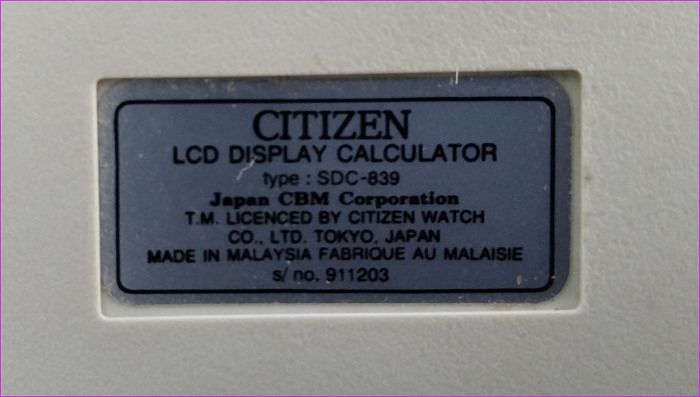 CITIZEN
LCD DISPLAY CALCULATOR
type : SDC-839
Japan CBM Corporation
T.M. LICENCED BY CITIZEN WATCH
CO., LTD. TOKYO, JAPAN
MADE IN MALAYSIA FABRIQUE AU MALAISIE
s/no. 911203